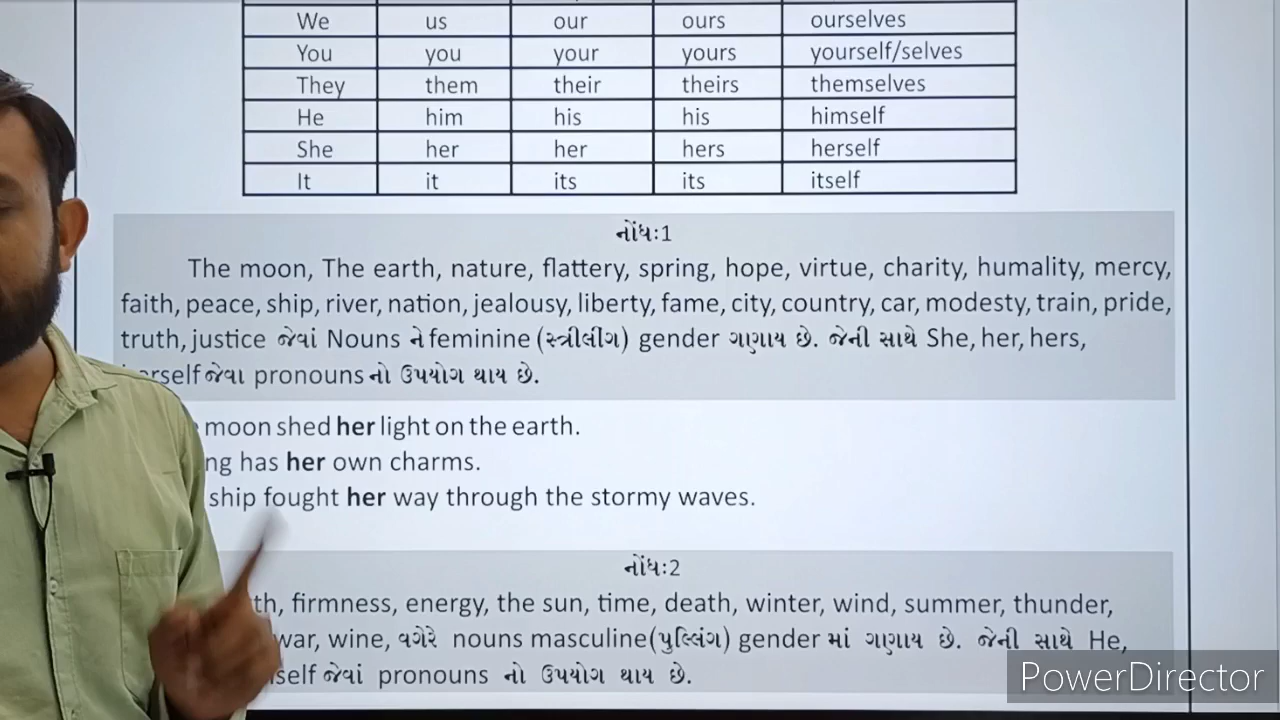 We us our ours ourselves
You you your yours yourself/selves
They them their theirs themselves
He him his his himself
She her her hers herself
It it its its itself
નોંધઃ1
The moon, The earth, nature, flattery, spring, hope, virtue, charity, humality, mercy,
faith, peace, ship, river, nation, jealousy, liberty, fame, city, country, car, modesty, train, pride,
truth, justice જેવાં Nouns ને feminine (સ્ત્રીલીંગ) gender ગણાય છે. જેની સાથે She, her, hers,
જેવા pronouns નો ઉપયોગ થાય છે.
moon shed her light on the earth.
has her own charms.
ship fought her way through the stormy waves.
નોંધઃ2
firmness, energy, the sun, time, death, winter, wind, summer, thunder,
war, wine, વગેરે nouns masculine(પુલ્લિંગ) gender માં ગણાય છે. જેની સાથે He,
જેવાં pronouns નો ઉપયોગ થાય છે.
PowerDirector